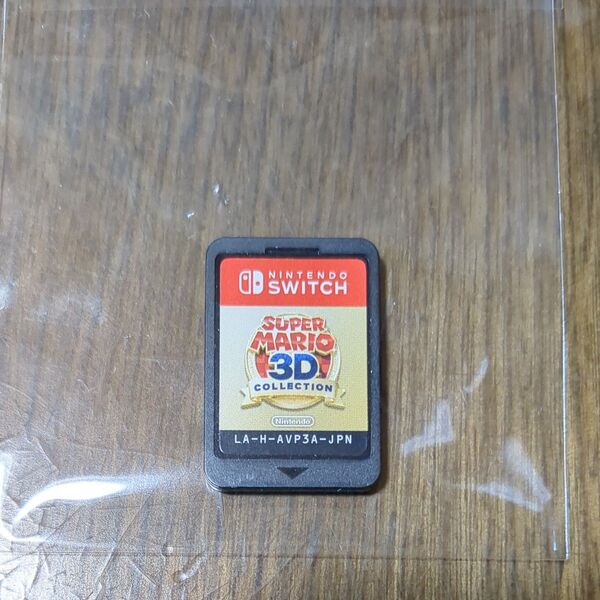 NINTENDO
SWITCH
SUPER
MARIO
3D
COLLECTION
Nintendo
LA-H-AVP3A-JPN